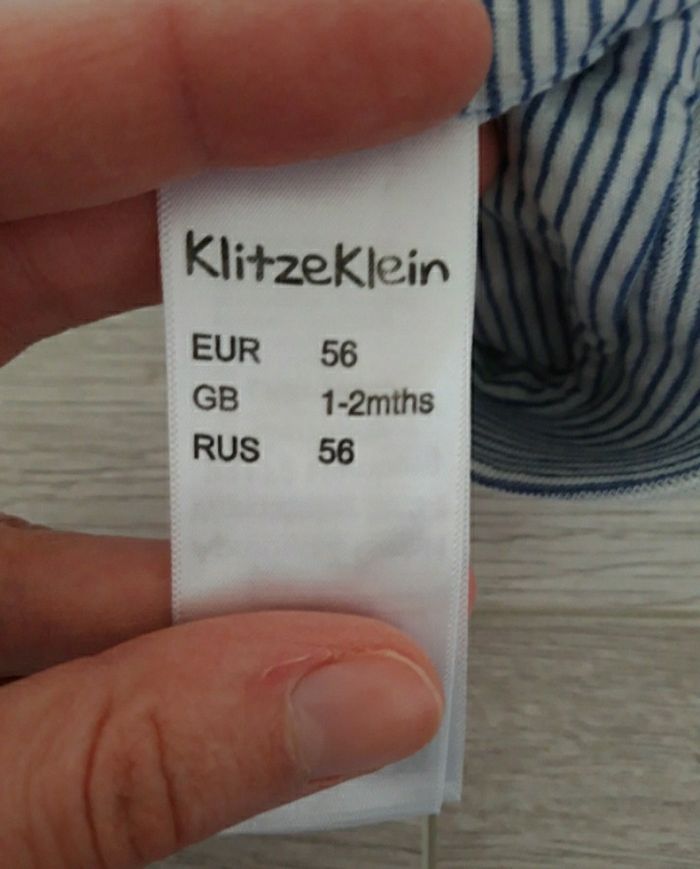 KlitzeKlein
EUR 56
GB 1-2mths
RUS 56